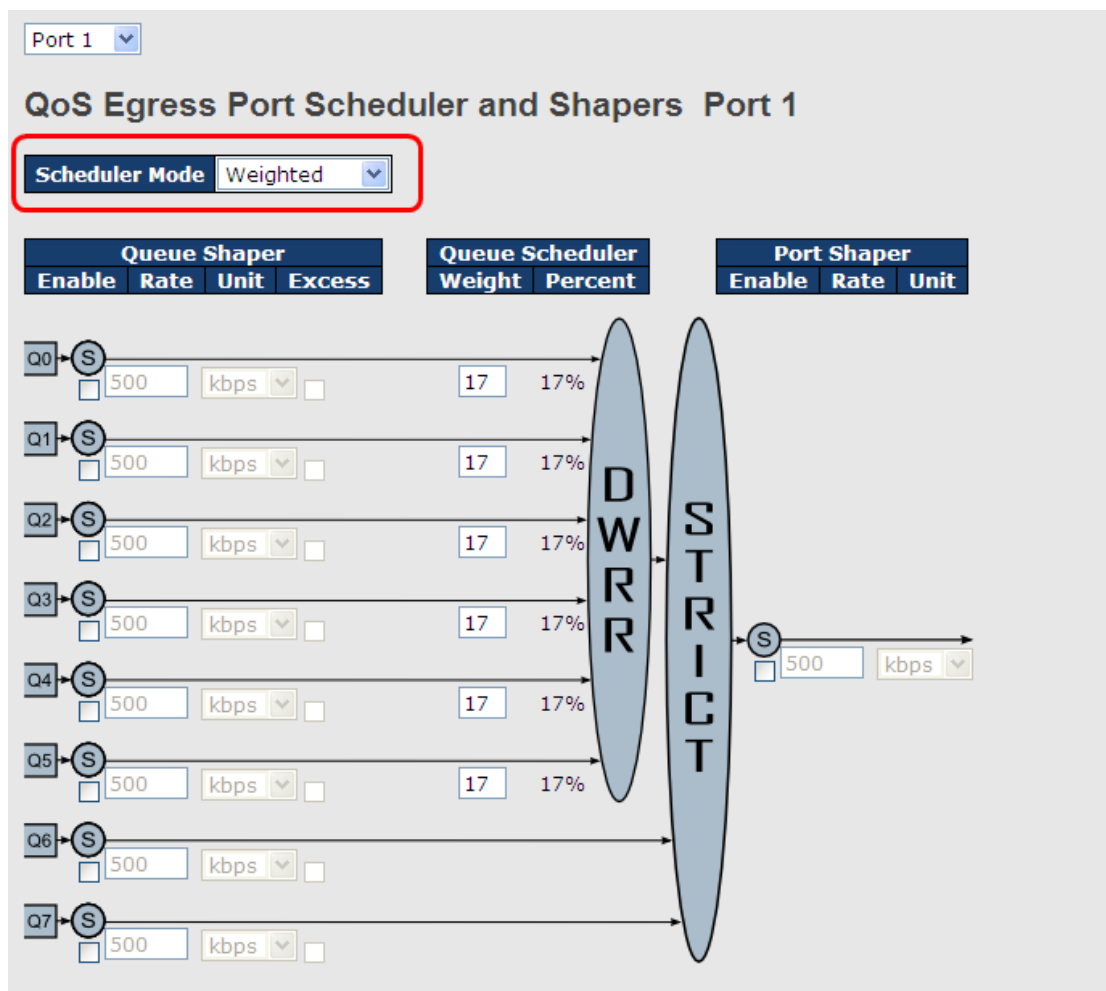 Port 1
QoS Egress Port Scheduler and Shapers Port 1
Scheduler Mode Weighted
Queue Shaper Queue Scheduler Port Shaper
Enable Rate Unit Excess Weight Percent Enable Rate Unit
Q0 S
500 kbps 17 17%
Q1 S
500 kbps 17 17%
Q2 S
500 kbps 17 17%
Q3 S
500 kbps 17 17%
Q4 S
500 kbps 17 17%
Q5 S
500 kbps 17 17%
Q6 S
500 kbps
Q7 S
500 kbps
DWRR
STRICT
S
500 kbps